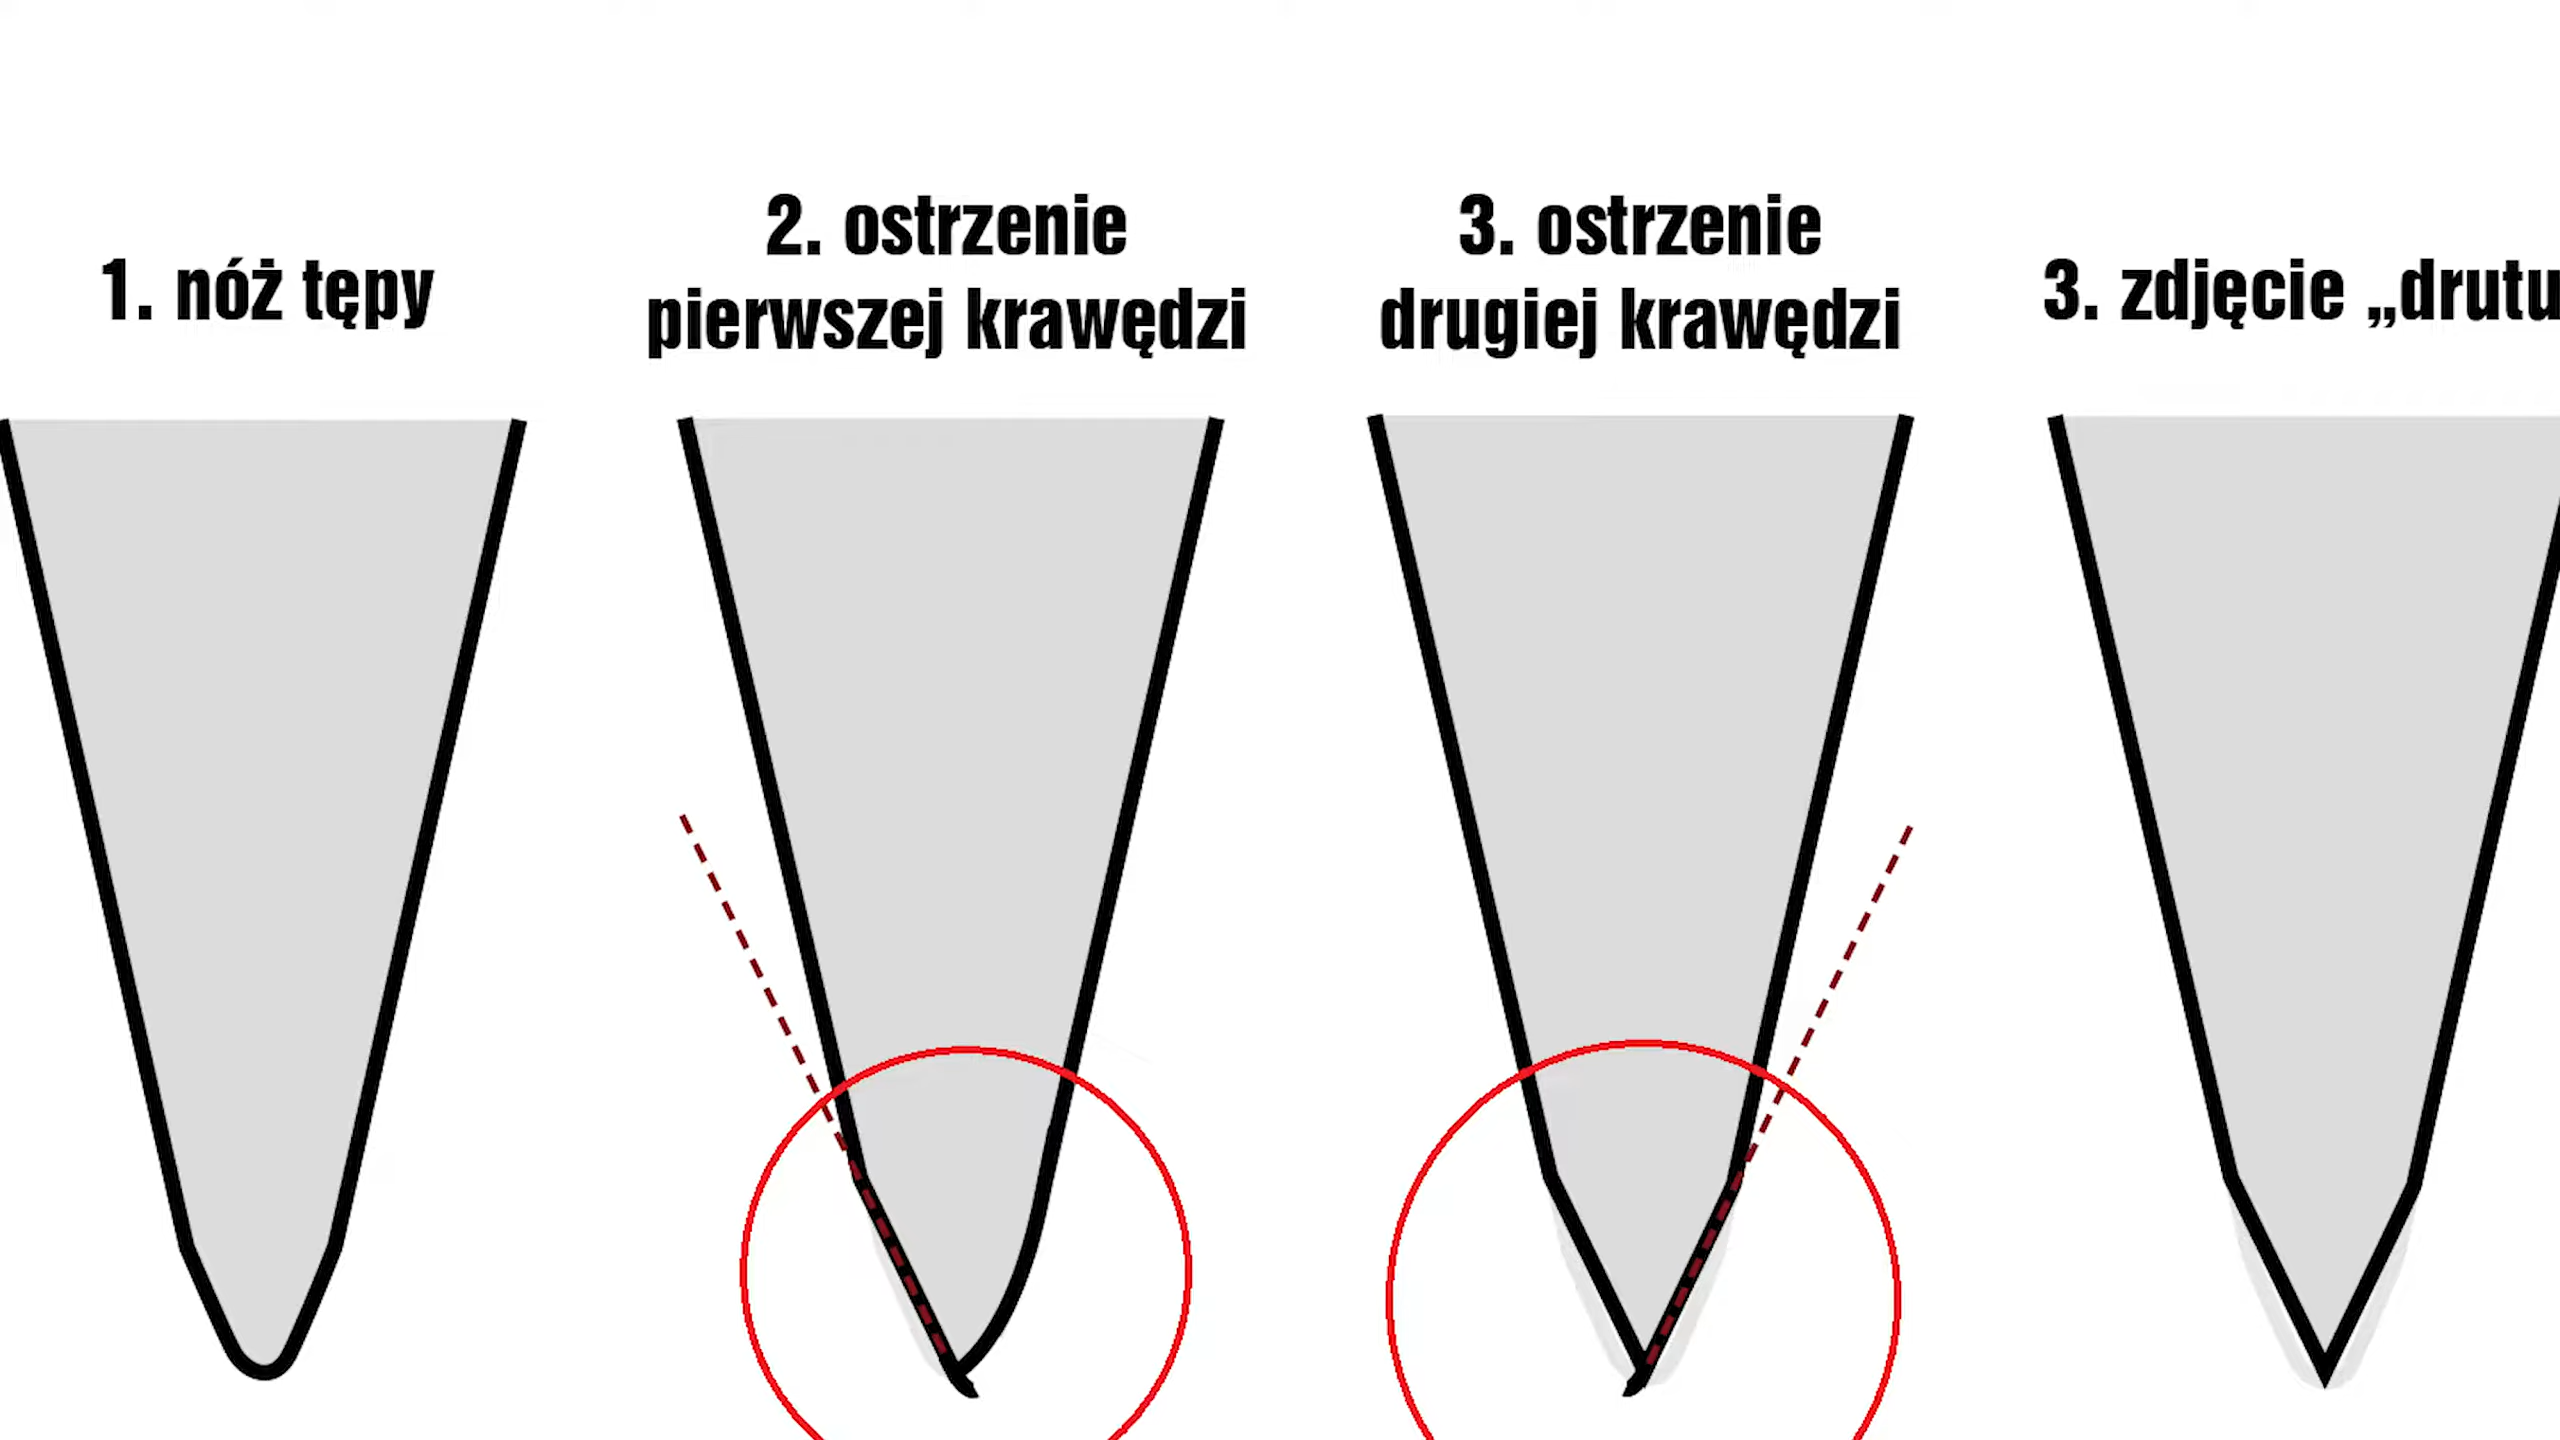 1. nóż tępy
2. ostrzenie
pierwszej krawędzi
3. ostrzenie
drugiej krawędzi
3. zdjęcie „drutu